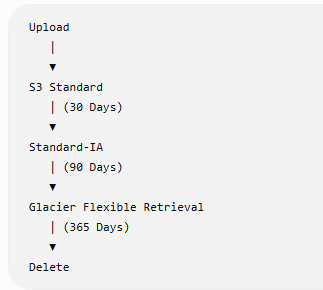 Upload
│
▼
S3 Standard
│ (30 Days)
▼
Standard-IA
│ (90 Days)
▼
Glacier Flexible Retrieval
│ (365 Days)
▼
Delete